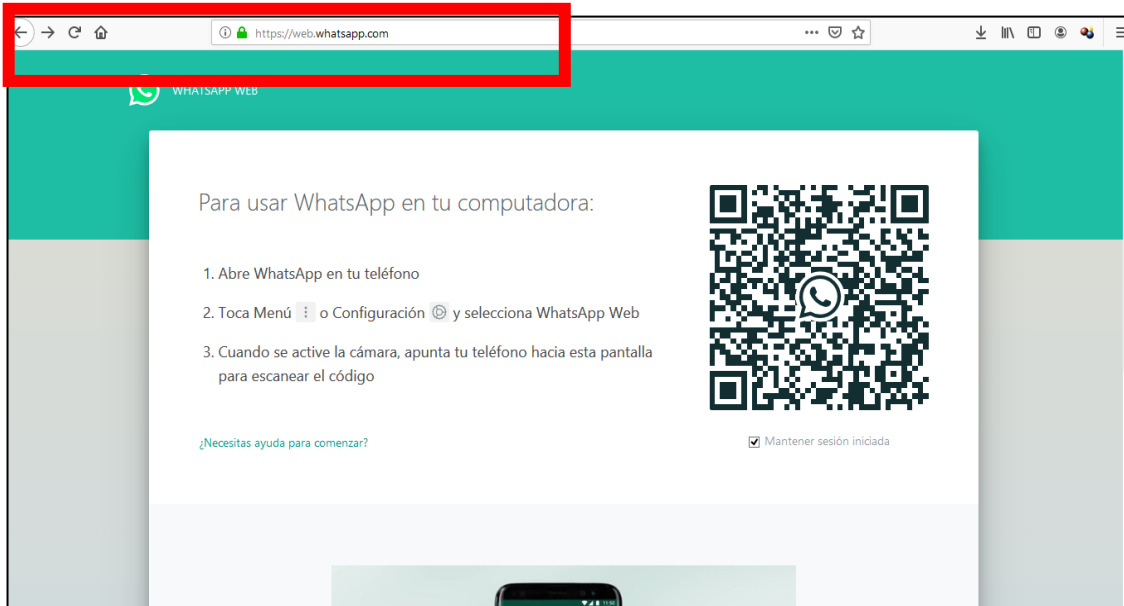 https://web.whatsapp.com
WHATSAPP WEB
Para usar WhatsApp en tu computadora:
1. Abre WhatsApp en tu teléfono
2. Toca Menú o Configuración y selecciona WhatsApp Web
3. Cuando se active la cámara, apunta tu teléfono hacia esta pantalla
para escanear el código
¿Necesitas ayuda para comenzar?
Mantener sesión iniciada
11:00